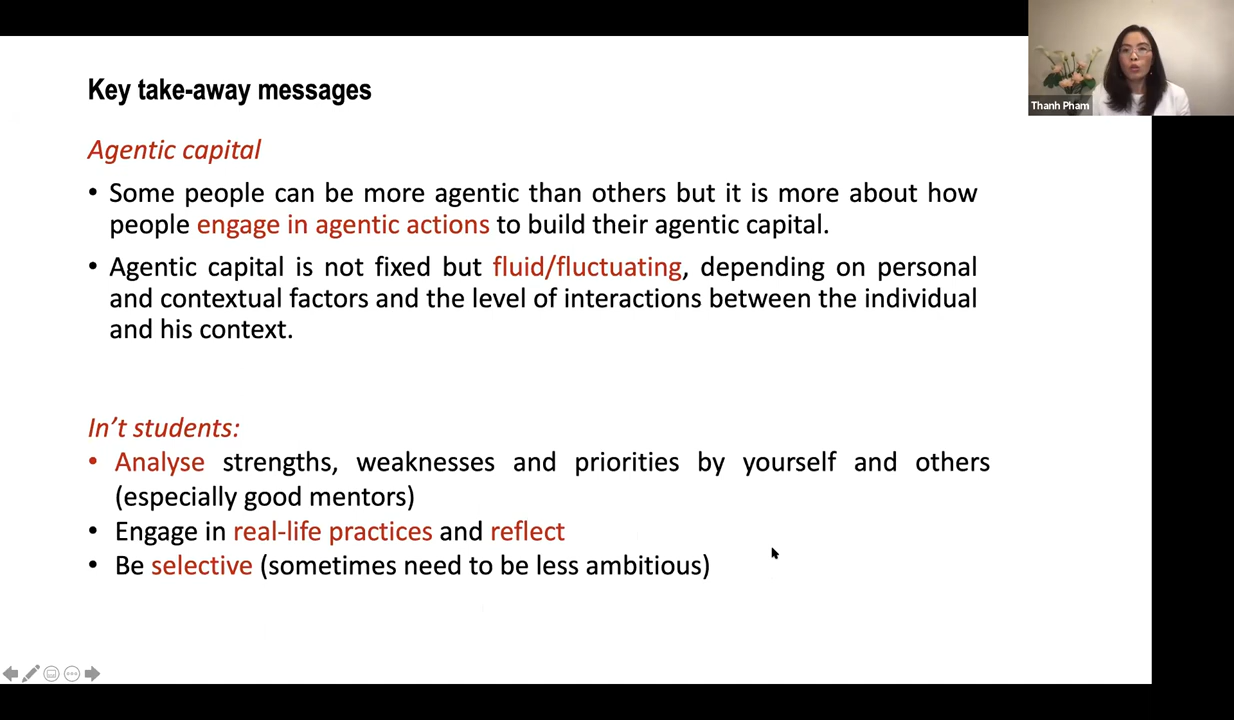 Key take-away messages
Thanh Pham
Agentic capital
• Some people can be more agentic than others but it is more about how
people engage in agentic actions to build their agentic capital.
• Agentic capital is not fixed but fluid/fluctuating, depending on personal
and contextual factors and the level of interactions between the individual
and his context.
In’t students:
• Analyse strengths, weaknesses and priorities by yourself and others
(especially good mentors)
• Engage in real-life practices and reflect
• Be selective (sometimes need to be less ambitious)